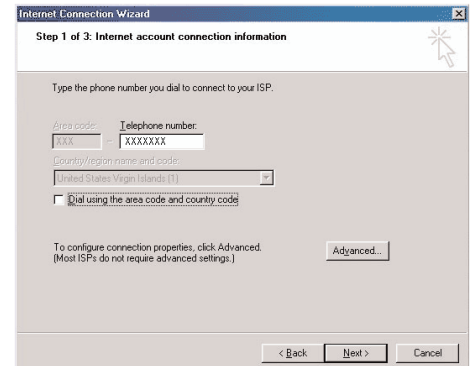 Internet Connection Wizard
Step 1 of 3: Internet account connection information
Type the phone number you dial to connect to your ISP.
Area code: Telephone number:
XXX - XXXXXXX
Country/region name and code:
United States Virgin Islands (1)
Dial using the area code and country code
To configure connection properties, click Advanced.
(Most ISPs do not require advanced settings.)
Advanced...
< Back Next > Cancel